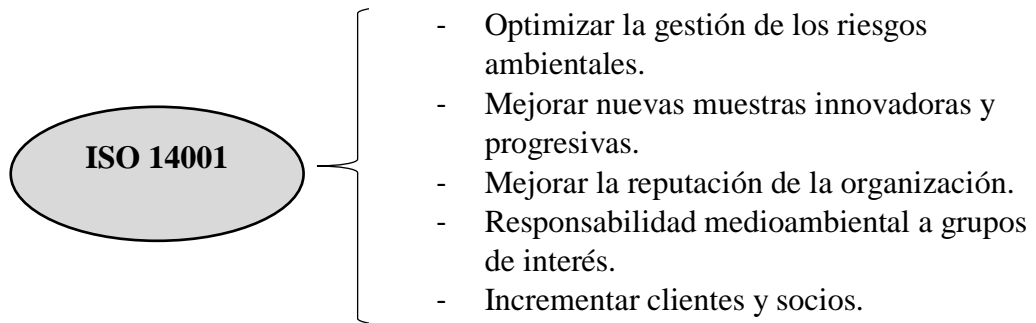 ISO 14001
- Optimizar la gestión de los riesgos
ambientales.
- Mejorar nuevas muestras innovadoras y
progresivas.
- Mejorar la reputación de la organización.
- Responsabilidad medioambiental a grupos
de interés.
- Incrementar clientes y socios.